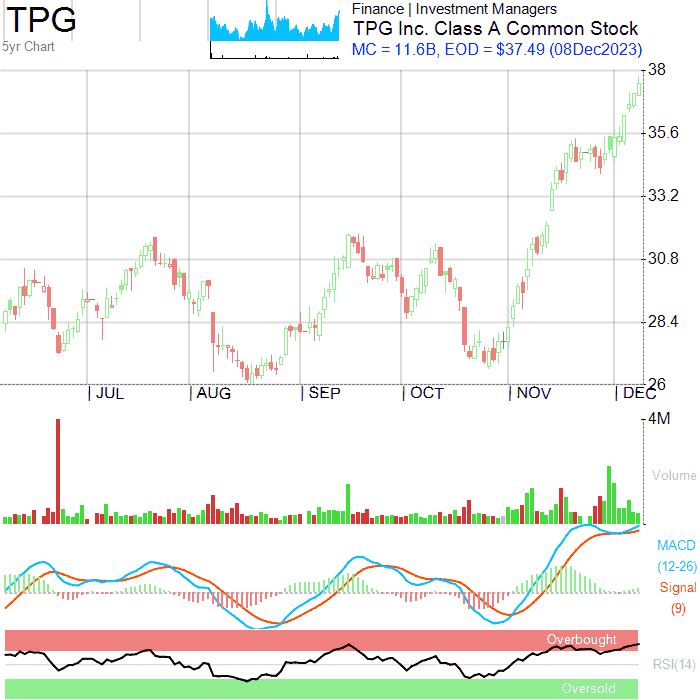 TPG
5yr Chart
Finance | Investment Managers
TPG Inc. Class A Common Stock
MC = 11.6B, EOD = $37.49 (08Dec2023)
38
35.6
33.2
30.8
28.4
26
JUL AUG SEP OCT NOV DEC
4M
Volume
MACD
(12-26)
Signal
(9)
Overbought
RSI(14)
Oversold